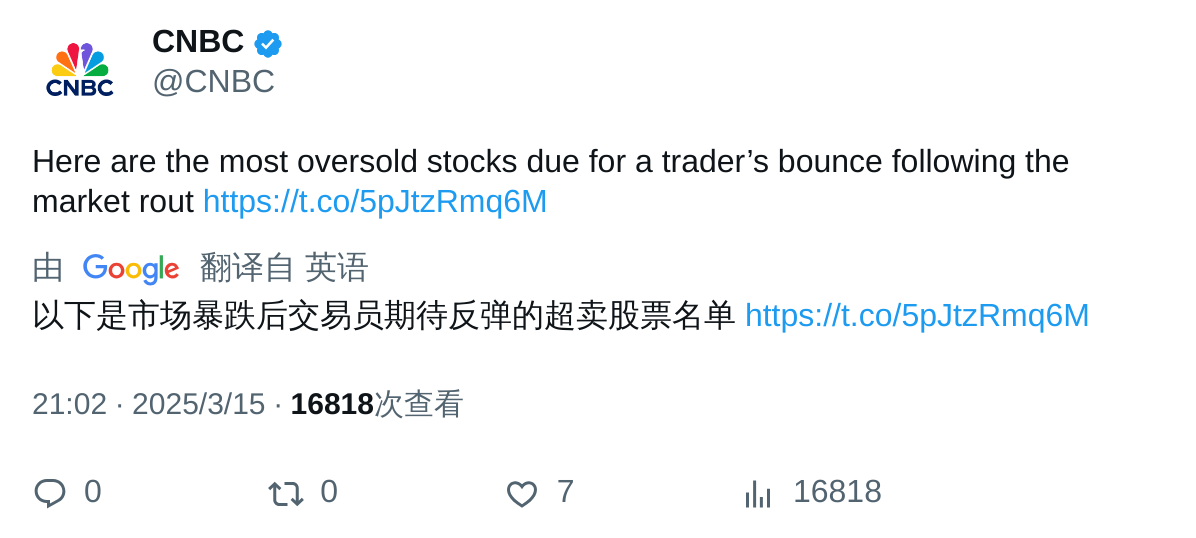 CNBC
CNBC
@CNBC
Here are the most oversold stocks due for a trader’s bounce following the
market rout https://t.co/5pJtzRmq6M
由 Google 翻译自 英语
以下是市场暴跌后交易员期待反弹的超卖股票名单 https://t.co/5pJtzRmq6M
21:02 · 2025/3/15 · 16818次查看
0 0 7 16818